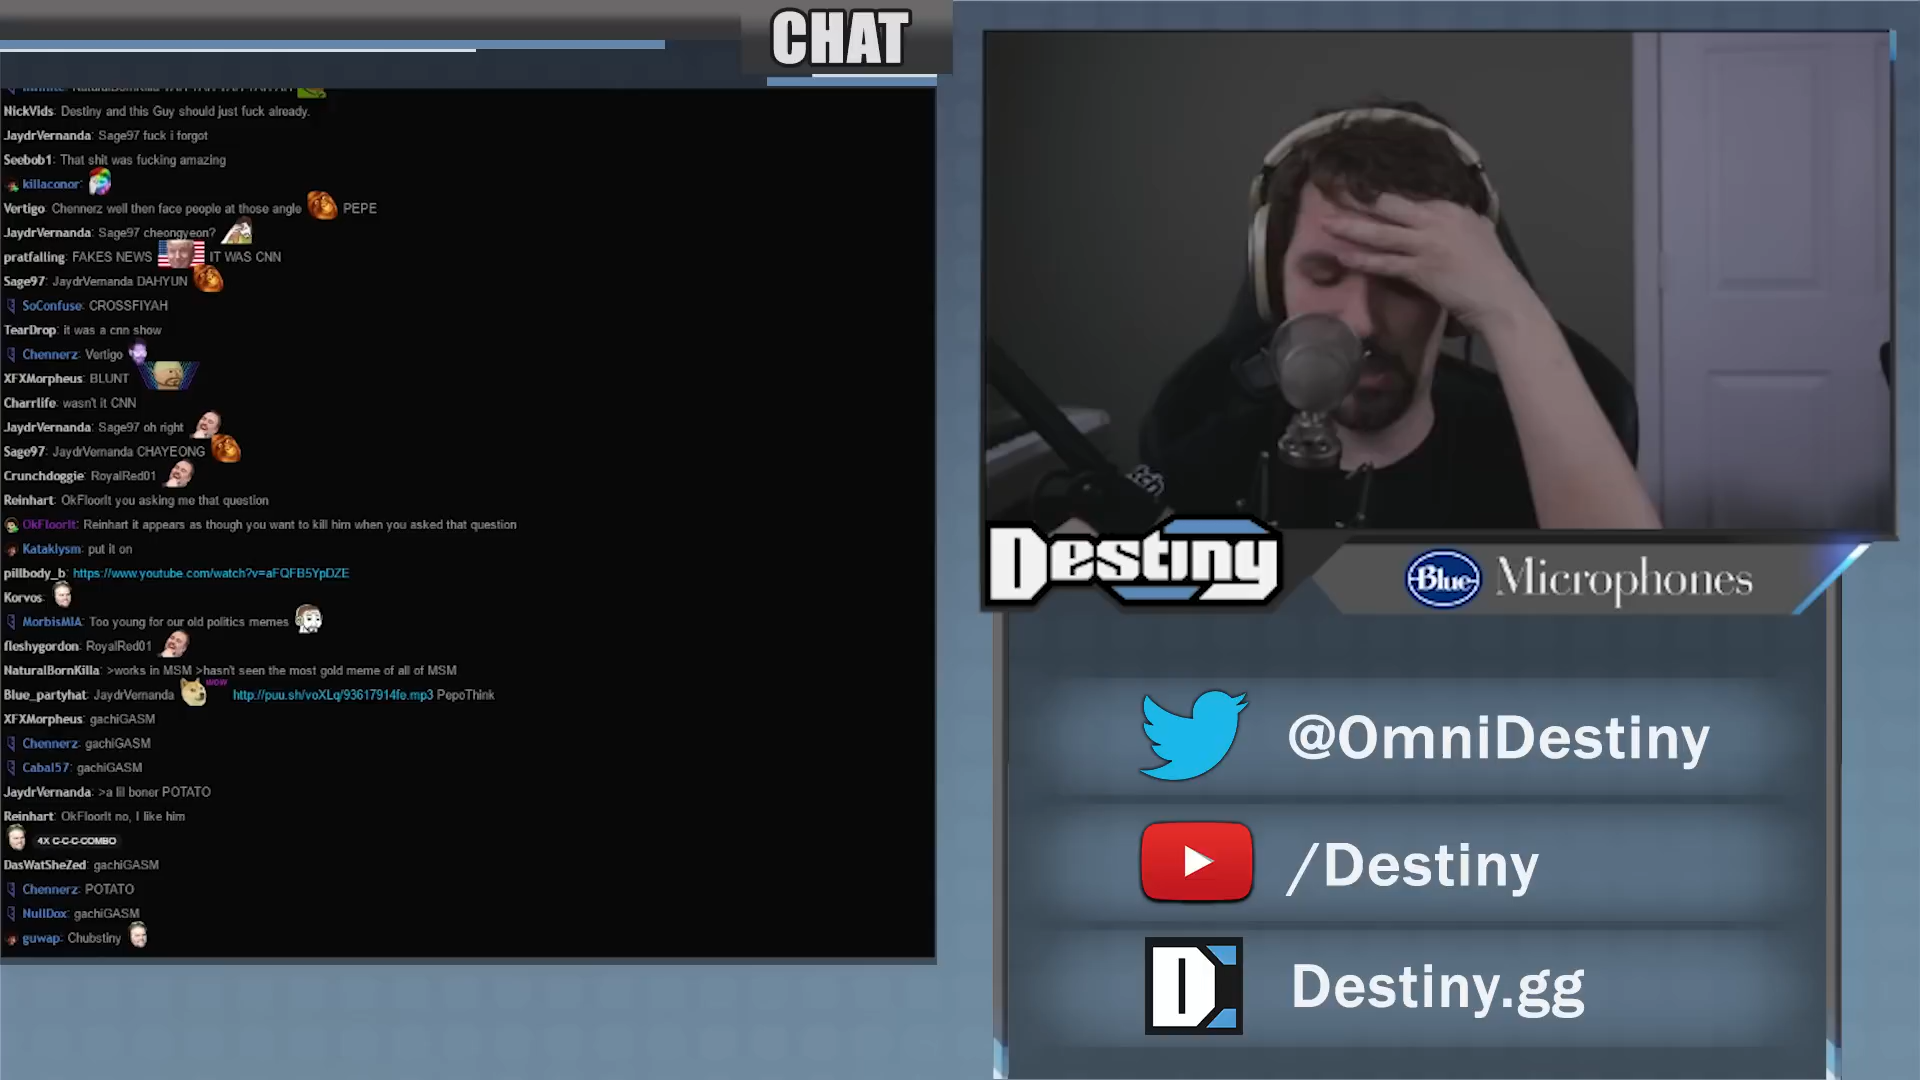 CHAT
NickVids: Destiny and this Guy should just fuck already.
JaydrVernanda: Sage97 fuck i forgot
Seebob1: That shit was fucking amazing
killaconor:
Vertigo: Chennerz well then face people at those angle PEPE
JaydrVernanda: Sage97 cheongyeon?
pratfalling: FAKES NEWS IT WAS CNN
Sage97: JaydrVernanda DAHYUN
SoConfuse: CROSSFIYAH
TearDrop: it was a cnn show
Chennerz: Vertigo
XFXMorpheus: BLUNT
Charrlife: wasn't it CNN
JaydrVernanda: Sage97 oh right
Sage97: JaydrVernanda CHAYEONG
Crunchdoggie: RoyalRed01
Reinhart: OkFloorIt you asking me that question
OkFloorIt: Reinhart it appears as though you want to kill him when you asked that question
Kataklysm: put it on
pillbody_b: https://www.youtube.com/watch?v=aFQFB5YpDZE
Korvos:
MorbisMIA: Too young for our old politics memes
fleshygordon: RoyalRed01
NaturalBornKilla: >works in MSM >hasn't seen the most gold meme of all of MSM
Blue_partyhat: JaydrVernanda WOW http://puu.sh/voXLq/93617914fe.mp3 PepoThink
XFXMorpheus: gachiGASM
Chennerz: gachiGASM
Cabal57: gachiGASM
JaydrVernanda: >a lil boner POTATO
Reinhart: OkFloorIt no, I like him
4X C-C-C-COMBO
DasWatSheZed: gachiGASM
Chennerz: POTATO
NullDox: gachiGASM
guwap: Chubstiny
Destiny
Blue Microphones
@OmniDestiny
/Destiny
D Destiny.gg